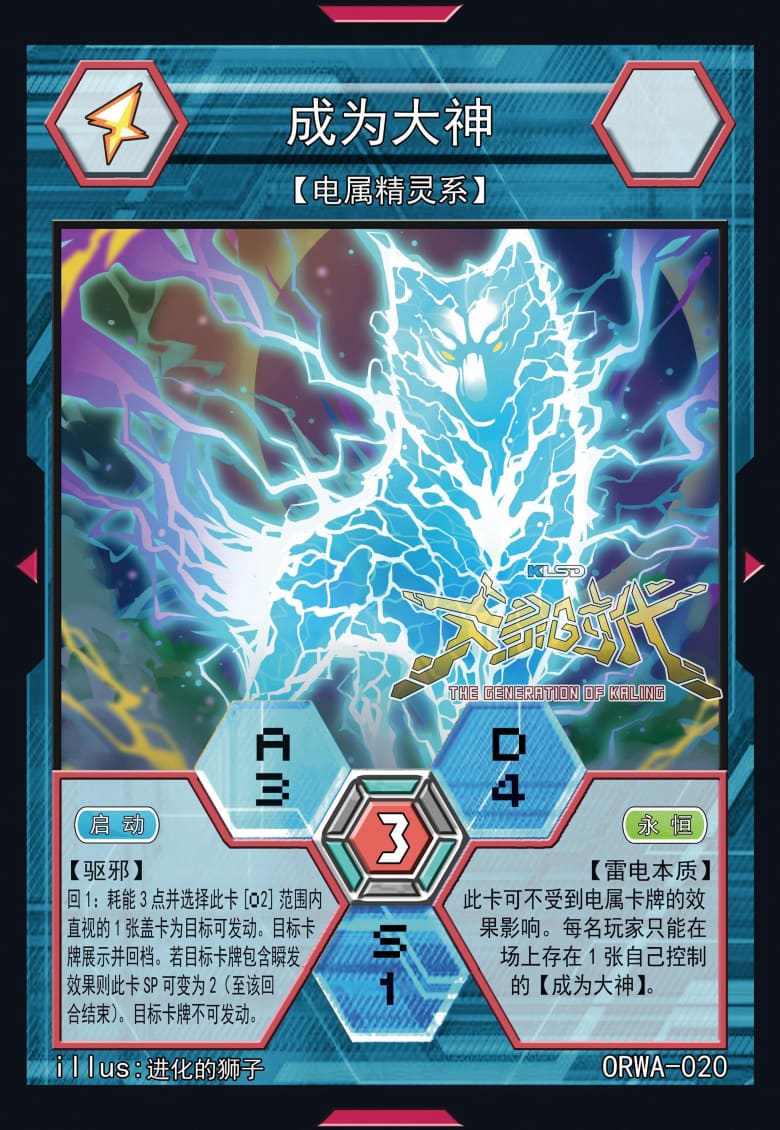 成为大神
【电属精灵系】
KLSD
THE GENERATION OF KALING
A
3
D
4
3
S
1
启动
【驱邪】
回1：耗能3点并选择此卡[¤2]范围内
直视的1张盖卡为目标可发动。目标卡
牌展示并回档。若目标卡牌包含瞬发
效果则此卡SP可变为2（至该回
合结束）。目标卡牌不可发动。
永恒
【雷电本质】
此卡可不受到电属卡牌的效
果影响。每名玩家只能在
场上存在1张自己控制
的【成为大神】。
illus:进化的狮子
ORWA-020